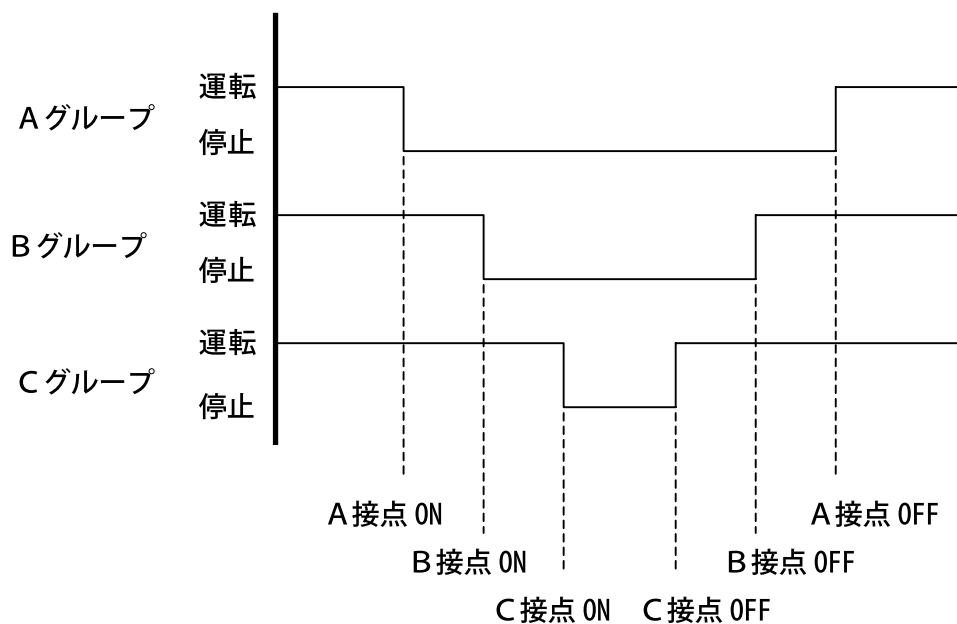 運転
Aグループ
停止
運転
Bグループ
停止
運転
Cグループ
停止
A接点 ON
A接点 OFF
B接点 ON
B接点 OFF
C接点 ON
C接点 OFF